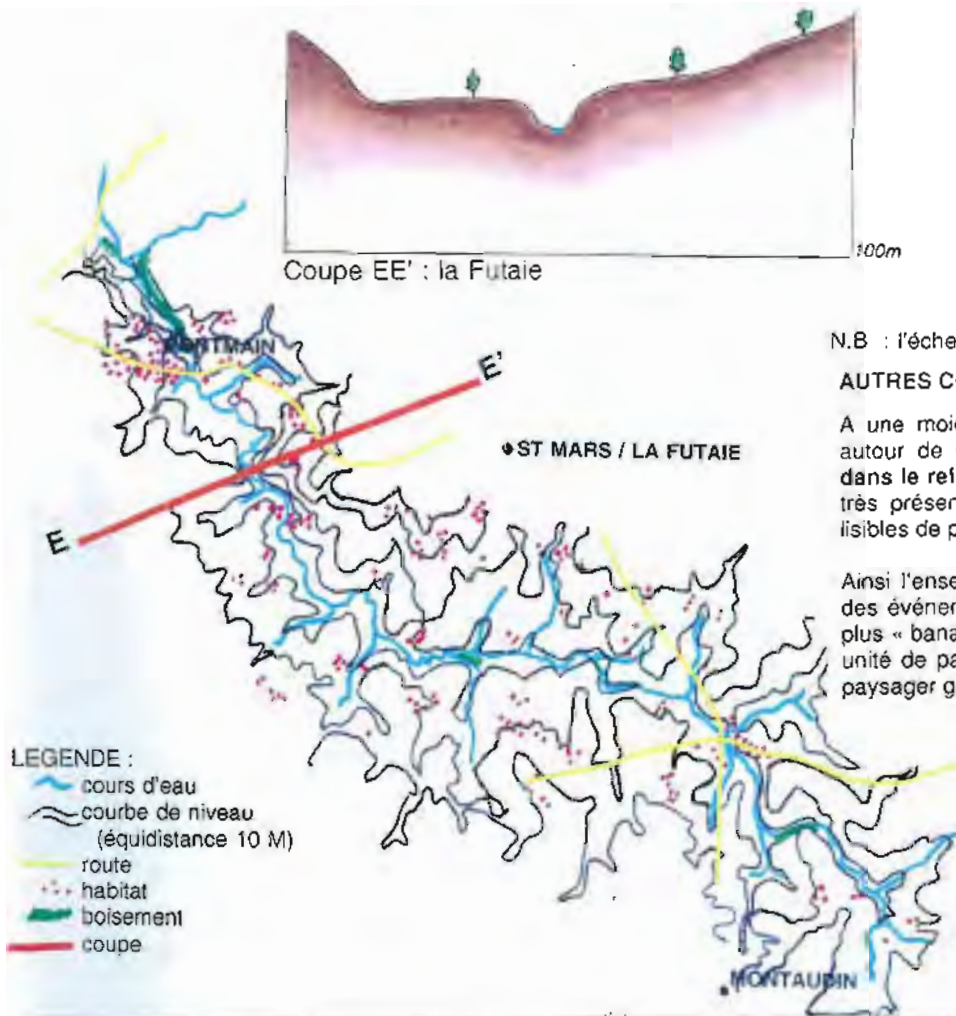 100m
Coupe EE' : la Futaie
PONTMAIN
E'
E
ST MARS / LA FUTAIE
N.B : l'éche
AUTRES C
A une moi
autour de
dans le ref
très présen
lisibles de p
Ainsi l'ense
des événer
plus « bana
unité de pa
paysager g
LEGENDE :
cours d'eau
courbe de niveau
(équidistance 10 M)
route
habitat
boisement
coupe
MONTAUDIN